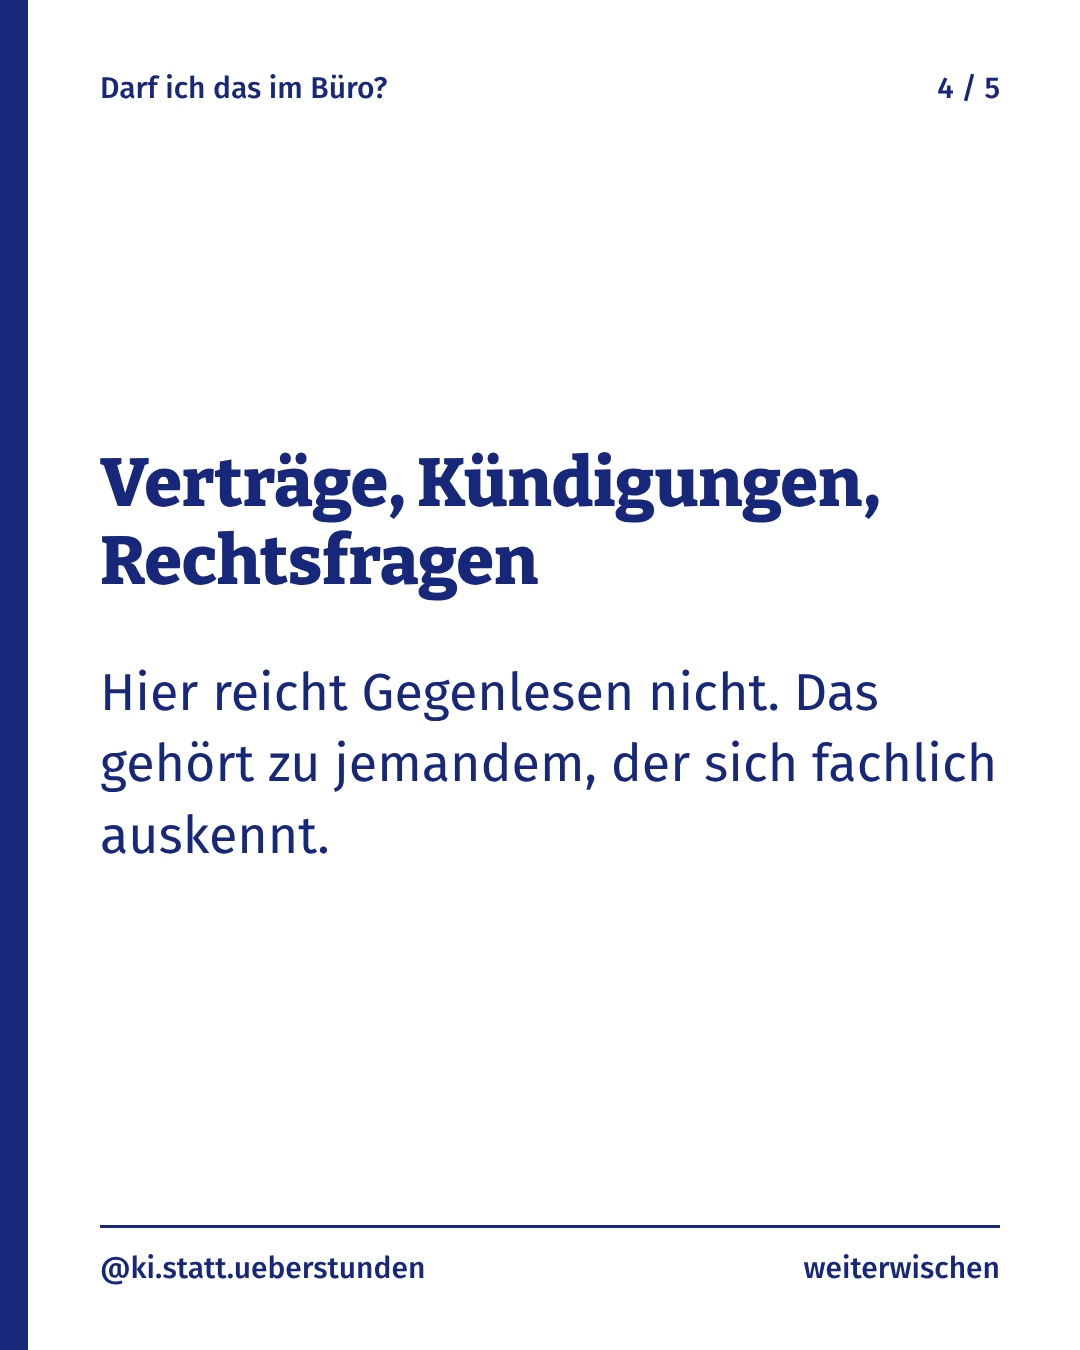 Darf ich das im Büro?
4 / 5
Verträge, Kündigungen,
Rechtsfragen
Hier reicht Gegenlesen nicht. Das
gehört zu jemandem, der sich fachlich
auskennt.
@ki.statt.ueberstunden
weiterwischen